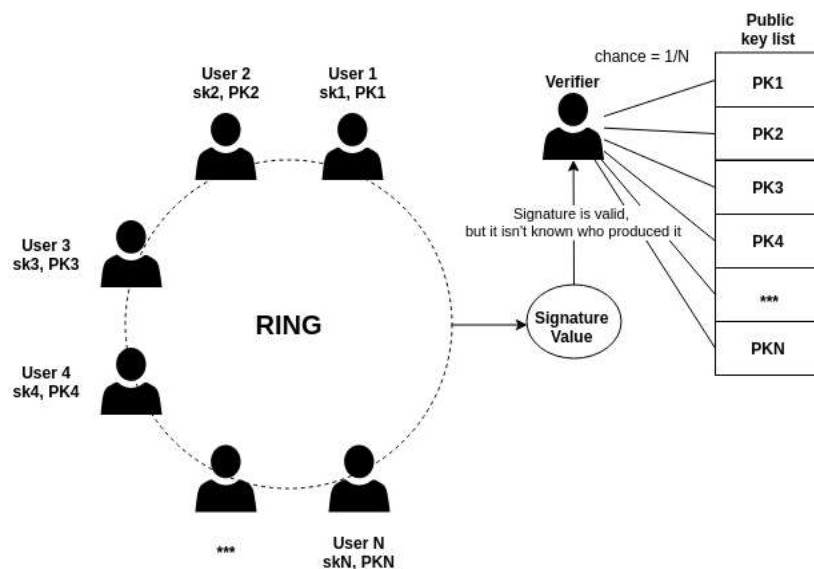 Public
key list
chance = 1/N
User 2
sk2, PK2
User 1
sk1, PK1
Verifier
PK1
PK2
PK3
PK4
***
PKN
Signature is valid,
but it isn't known who produced it
User 3
sk3, PK3
RING
Signature
Value
User 4
sk4, PK4
***
User N
skN, PKN